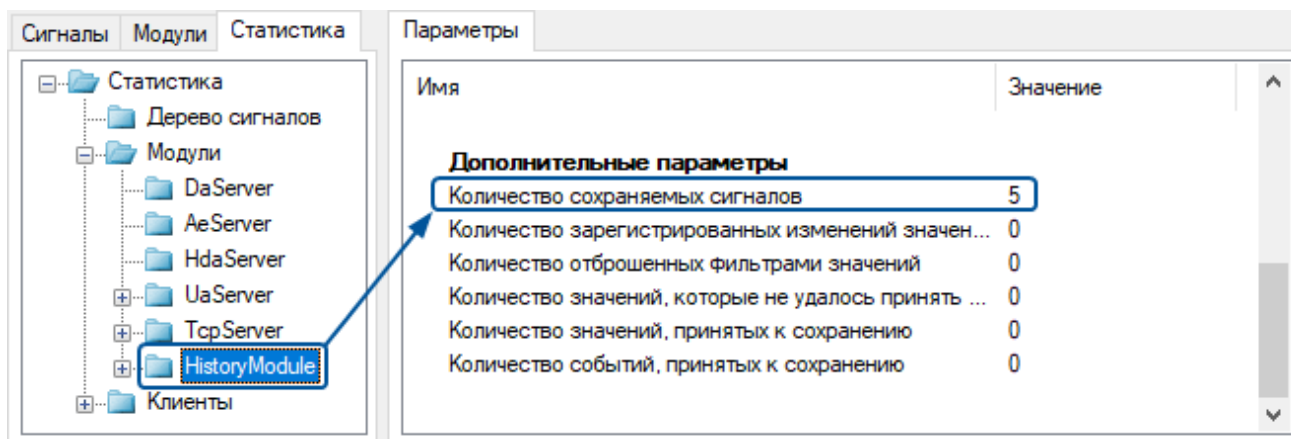 Сигналы Модули Статистика
Параметры
Статистика
Дерево сигналов
Модули
DaServer
AeServer
HdaServer
UaServer
TcpServer
HistoryModule
Клиенты
Имя Значение
Дополнительные параметры
Количество сохраняемых сигналов 5
Количество зарегистрированных изменений значен... 0
Количество отброшенных фильтрами значений 0
Количество значений, которые не удалось принять ... 0
Количество значений, принятых к сохранению 0
Количество событий, принятых к сохранению 0